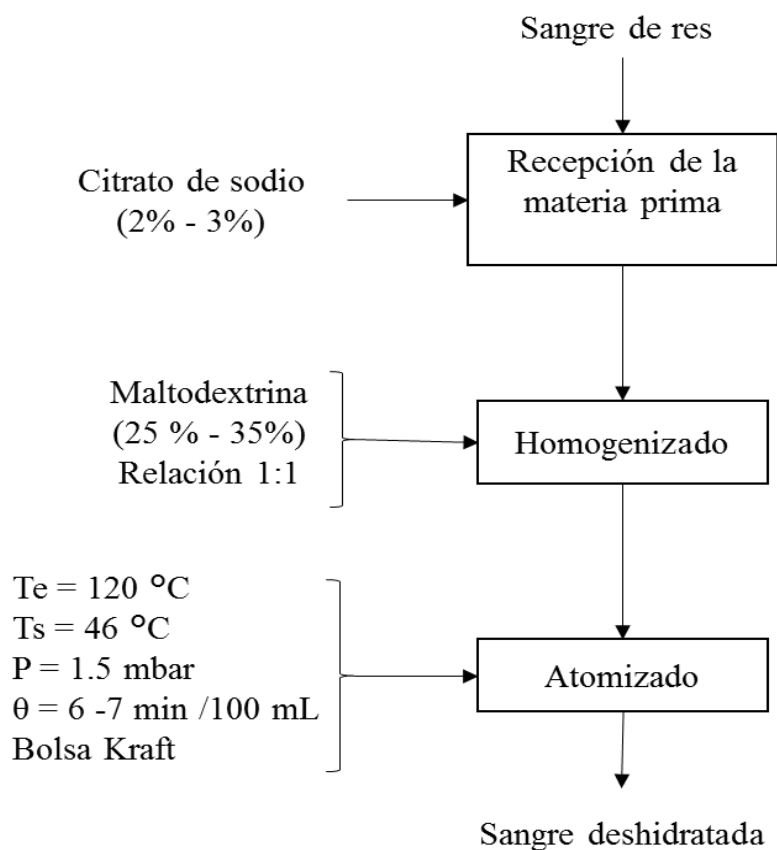 Sangre de res
Citrato de sodio
(2% - 3%)
Recepción de la
materia prima
Maltodextrina
(25 % - 35%)
Relación 1:1
Homogenizado
Te = 120 °C
Ts = 46 °C
P = 1.5 mbar
θ = 6 -7 min /100 mL
Bolsa Kraft
Atomizado
Sangre deshidratada